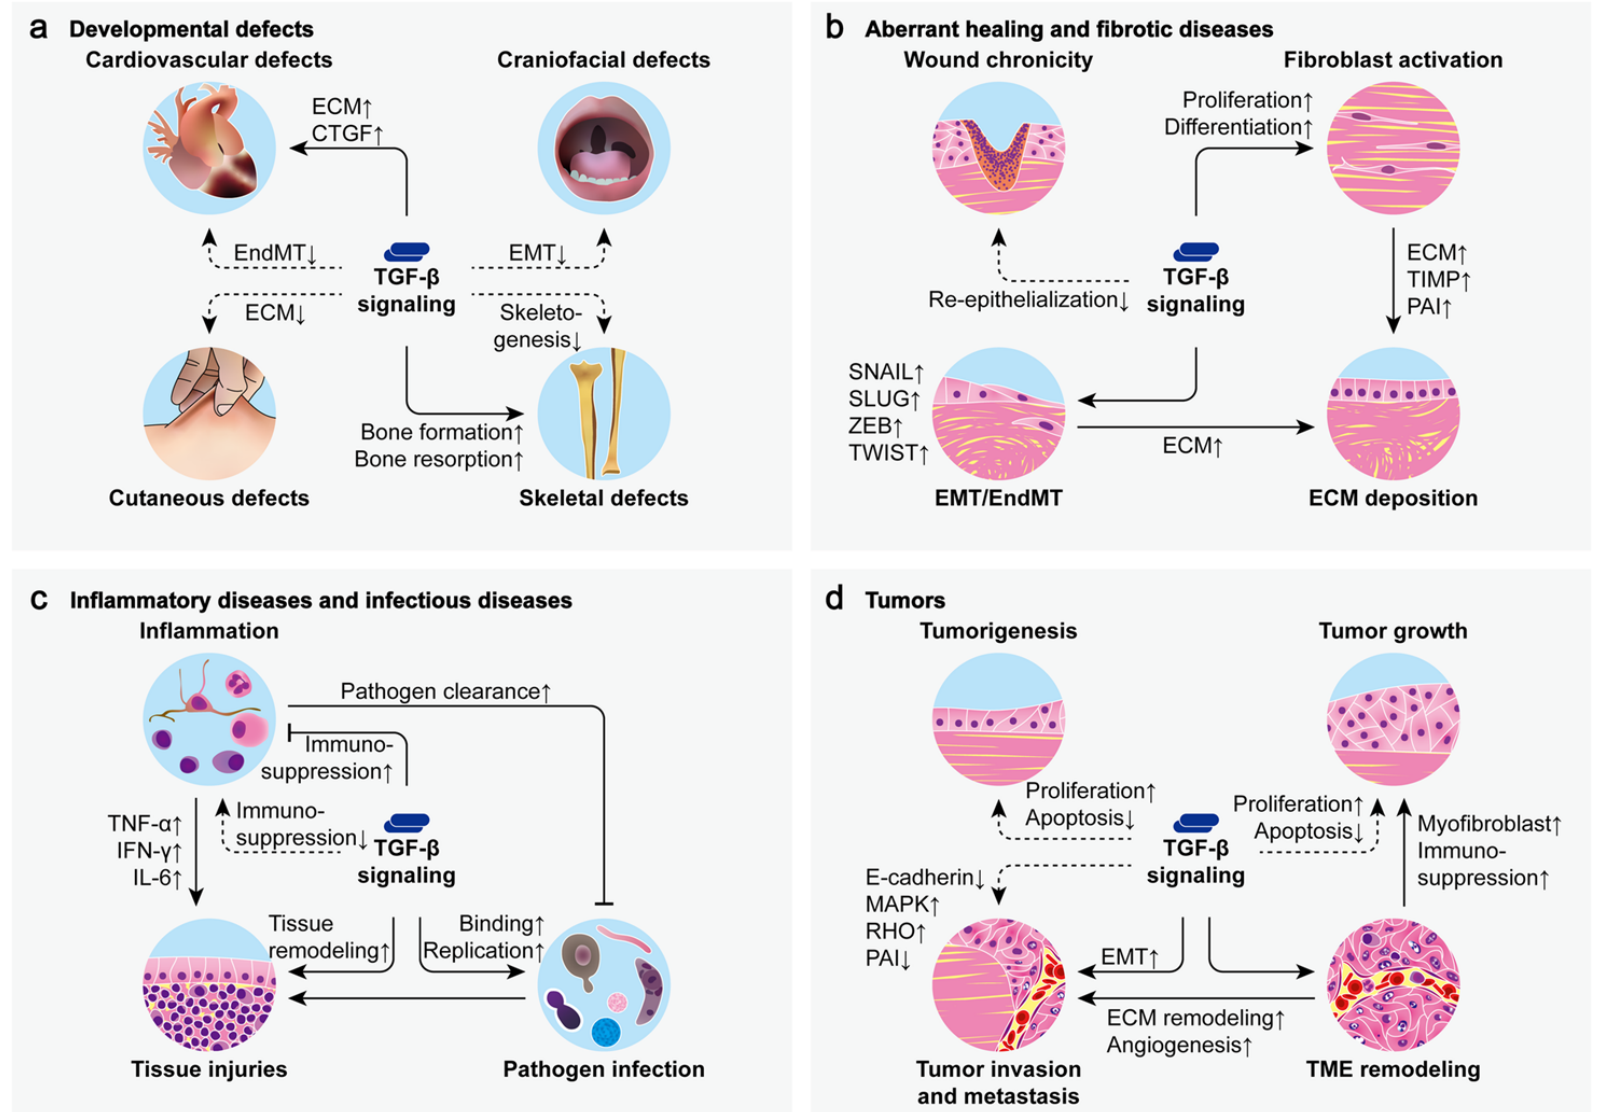 a Developmental defects
Cardiovascular defects
Craniofacial defects
ECM↑
CTGF↑
EndMT↓
EMT↓
TGF-β
signaling
ECM↓
Skeleto-
genesis↓
Bone formation↑
Bone resorption↑
Cutaneous defects
Skeletal defects
b Aberrant healing and fibrotic diseases
Wound chronicity
Fibroblast activation
Proliferation↑
Differentiation↑
TGF-β
signaling
Re-epithelialization↓
ECM↑
TIMP↑
PAI↑
SNAIL↑
SLUG↑
ZEB↑
TWIST↑
ECM↑
EMT/EndMT
ECM deposition
c Inflammatory diseases and infectious diseases
Inflammation
Pathogen clearance↑
Immuno-
suppression↑
Immuno-
suppression↓
TGF-β
signaling
TNF-α↑
IFN-γ↑
IL-6↑
Tissue
remodeling↑
Binding↑
Replication↑
Tissue injuries
Pathogen infection
d Tumors
Tumorigenesis
Tumor growth
Proliferation↑
Apoptosis↓
Proliferation↑
Apoptosis↓
TGF-β
signaling
Myofibroblast↑
Immuno-
suppression↑
E-cadherin↓
MAPK↑
RHO↑
PAI↓
EMT↑
ECM remodeling↑
Angiogenesis↑
Tumor invasion
and metastasis
TME remodeling